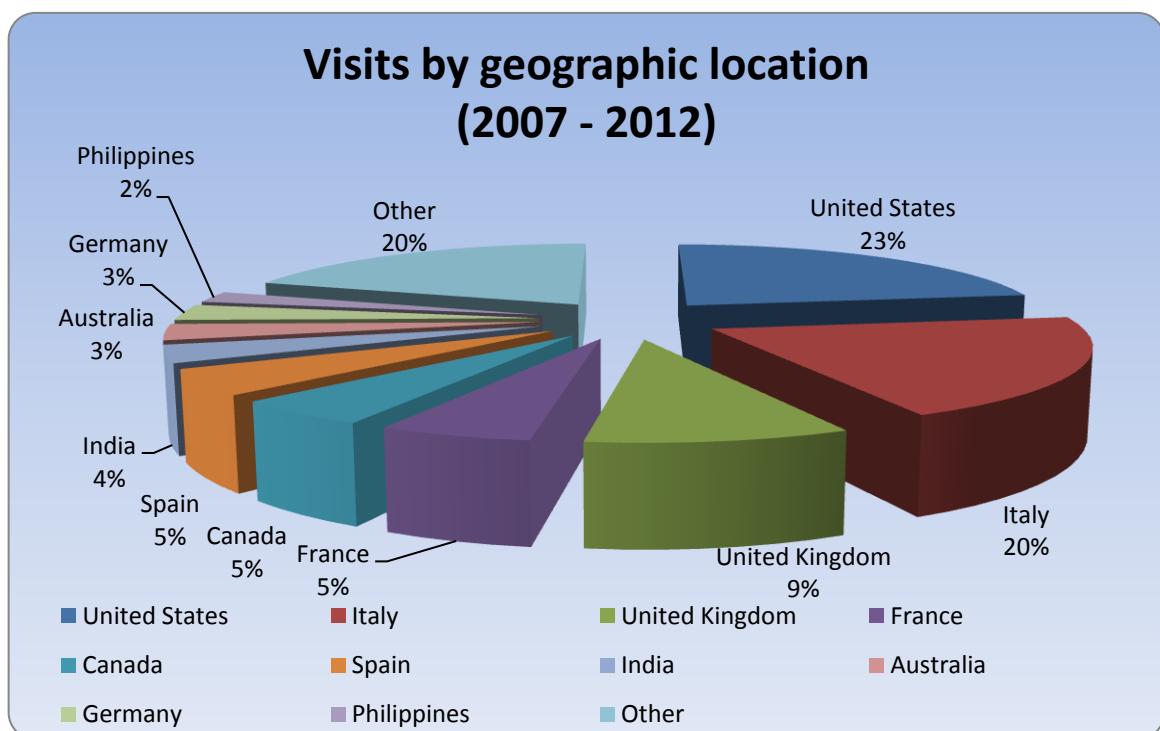 Visits by geographic location
(2007 - 2012)
Philippines
2%
Other
20%
United States
23%
Germany
3%
Australia
3%
India
4%
Spain
5%
Canada
5%
France
5%
United Kingdom
9%
Italy
20%
United States
Italy
United Kingdom
France
Canada
Spain
India
Australia
Germany
Philippines
Other